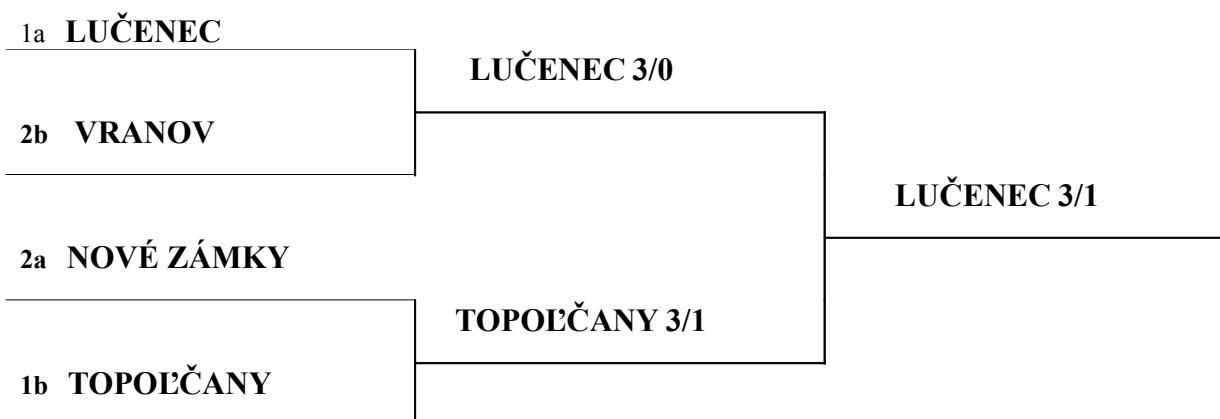 1a LUČENEC
LUČENEC 3/0
2b VRANOV
LUČENEC 3/1
2a NOVÉ ZÁMKY
TOPOĽČANY 3/1
1b TOPOĽČANY